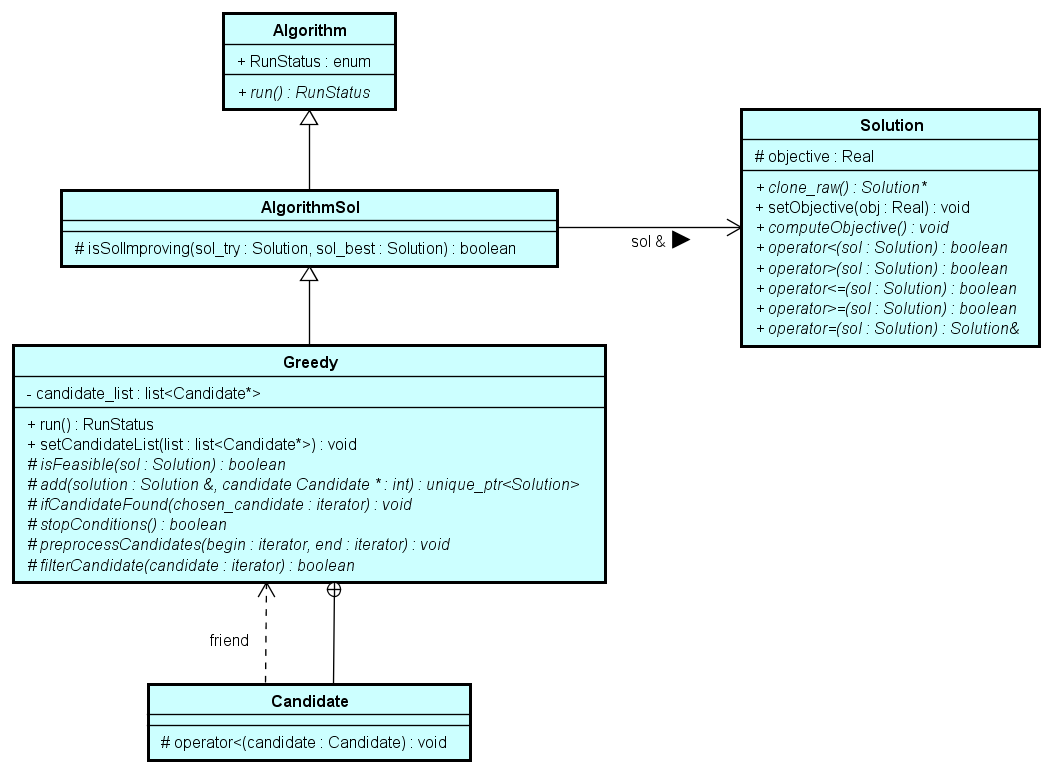 Algorithm
+ RunStatus : enum
+ run() : RunStatus
Solution
# objective : Real
+ clone_raw() : Solution*
+ setObjective(obj : Real) : void
+ computeObjective() : void
+ operator<(sol : Solution) : boolean
+ operator>(sol : Solution) : boolean
+ operator<=(sol : Solution) : boolean
+ operator>=(sol : Solution) : boolean
+ operator=(sol : Solution) : Solution&
AlgorithmSol
# isSolImproving(sol_try : Solution, sol_best : Solution) : boolean
sol &
Greedy
- candidate_list : list<Candidate*>
+ run() : RunStatus
+ setCandidateList(list : list<Candidate*>) : void
# isFeasible(sol : Solution) : boolean
# add(solution : Solution &, candidate Candidate * : int) : unique_ptr<Solution>
# ifCandidateFound(chosen_candidate : iterator) : void
# stopConditions() : boolean
# preprocessCandidates(begin : iterator, end : iterator) : void
# filterCandidate(candidate : iterator) : boolean
friend
Candidate
# operator<(candidate : Candidate) : void